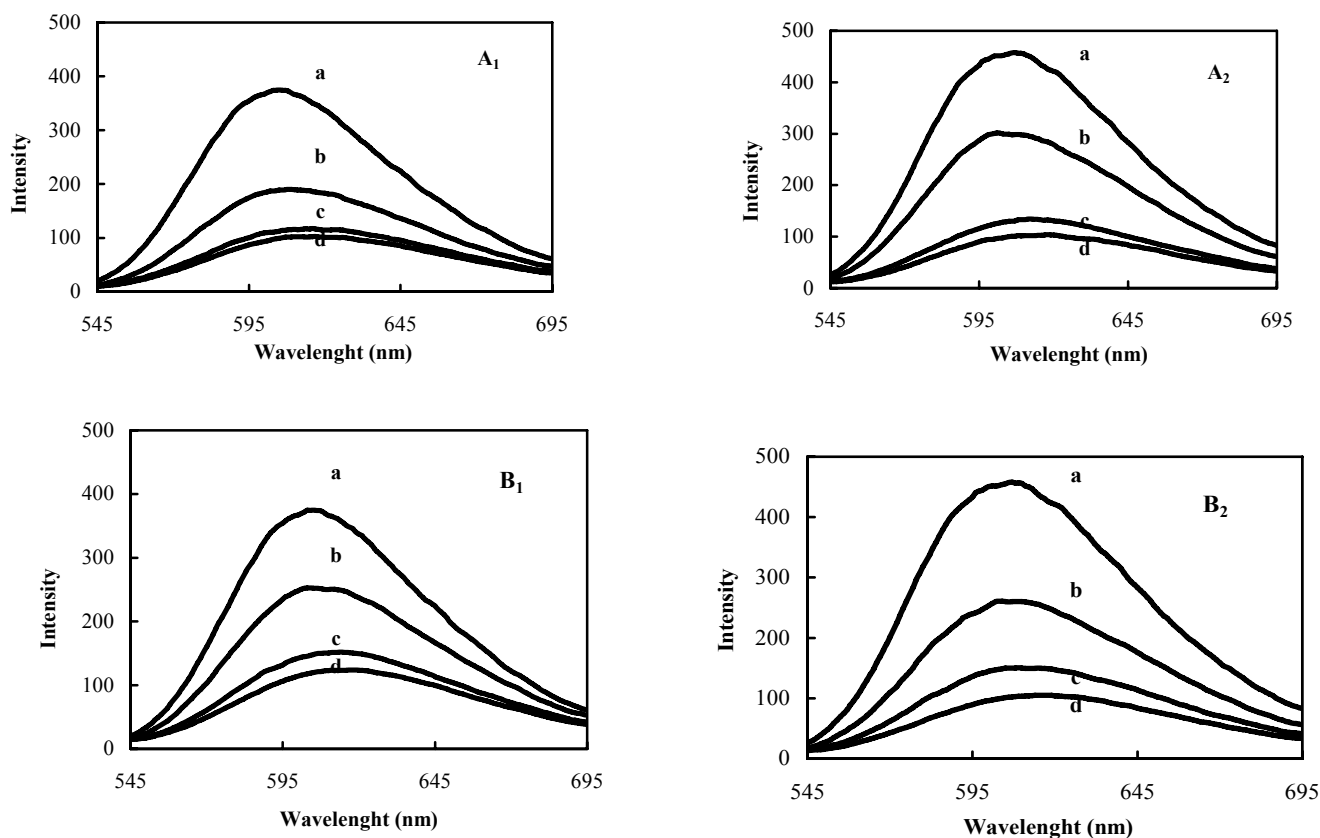 500
A₁
a
400
300
b
200
c
100
d
0
545 595 645 695
Intensity
Wavelenght (nm)
500
A₂
a
400
300
b
200
c
100
d
0
545 595 645 695
Intensity
Wavelenght (nm)
500
a
B₁
400
b
300
200
c
d
100
0
545 595 645 695
Intensity
Wavelenght (nm)
500
a
B₂
400
300
b
200
c
100
d
0
545 595 645 695
Intensity
Wavelenght (nm)